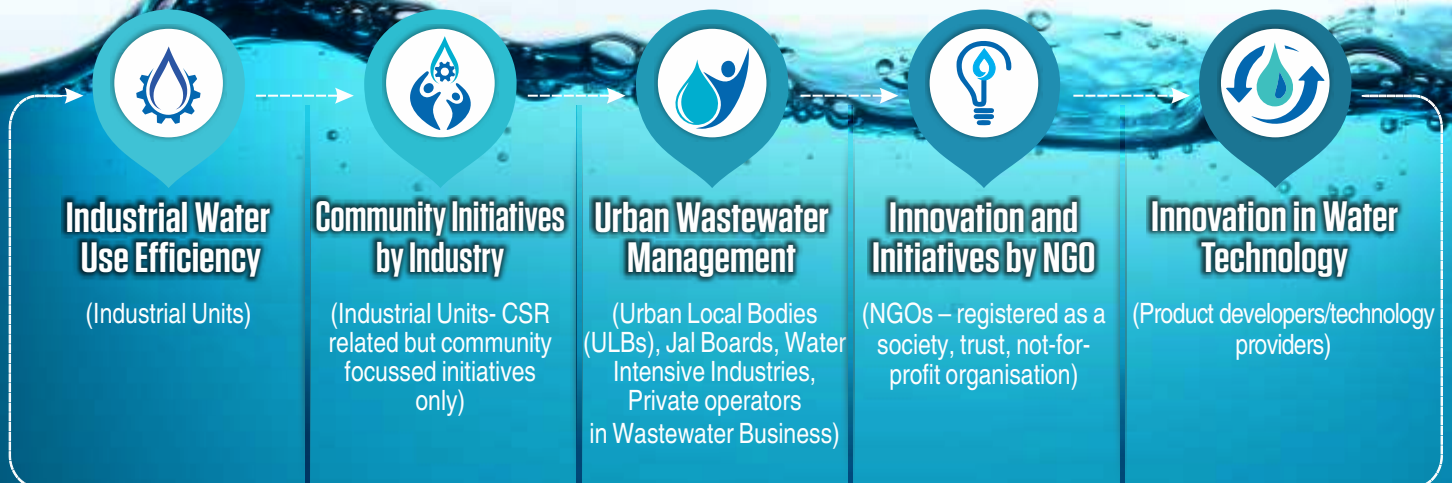 Industrial Water
Use Efficiency
(Industrial Units)
Community Initiatives
by Industry
(Industrial Units- CSR
related but community
focussed initiatives
only)
Urban Wastewater
Management
(Urban Local Bodies
(ULBs), Jal Boards, Water
Intensive Industries,
Private operators
in Wastewater Business)
Innovation and
Initiatives by NGO
(NGOs – registered as a
society, trust, not-for-
profit organisation)
Innovation in Water
Technology
(Product developers/technology
providers)